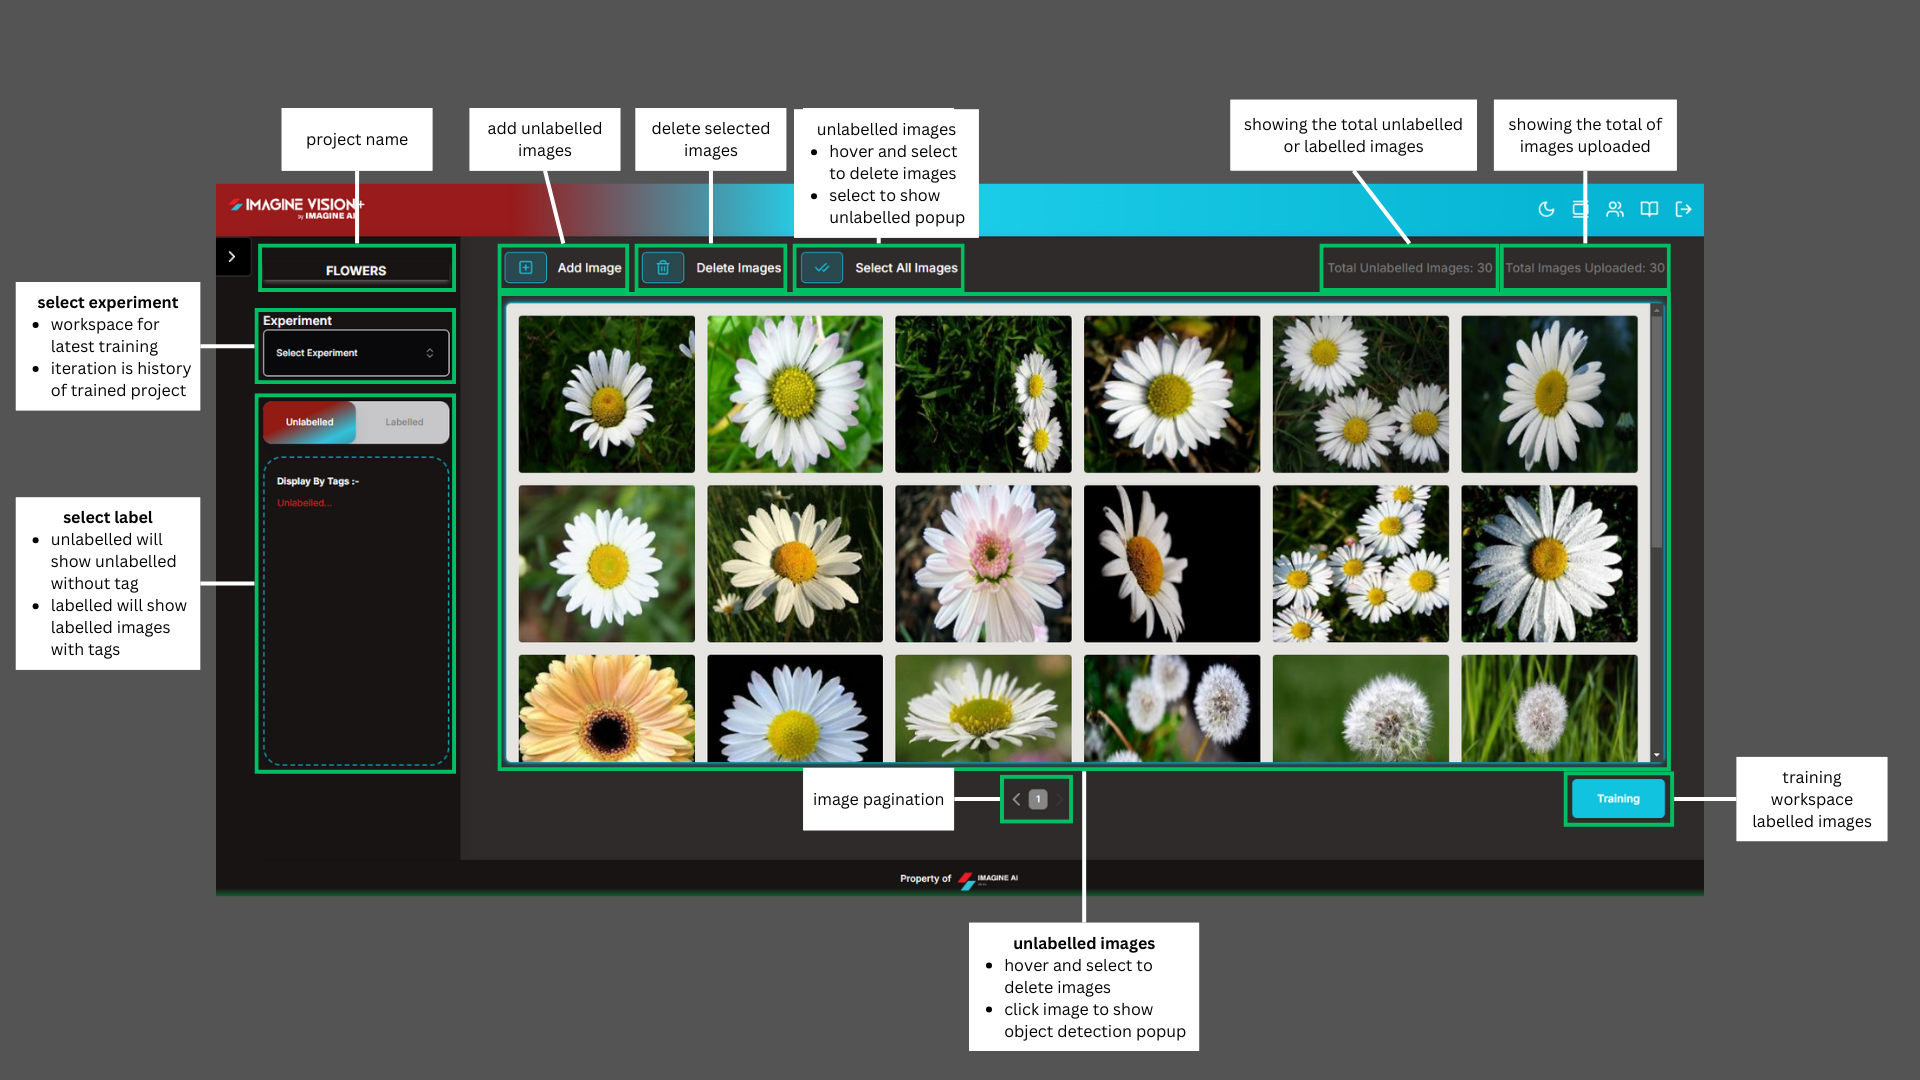 project name
add unlabelled
images
delete selected
images
unlabelled images
• hover and select
to delete images
• select to show
unlabelled popup
showing the total unlabelled
or labelled images
showing the total of
images uploaded
IMAGINE VISION+
by IMAGINE AI
FLOWERS
Add Image
Delete Images
Select All Images
Total Unlabelled Images: 30
Total Images Uploaded: 30
select experiment
• workspace for
latest training
• iteration is history
of trained project
Experiment
Select Experiment
Unlabelled
Labelled
Display By Tags :-
Unlabelled...
select label
• unlabelled will
show unlabelled
without tag
• labelled will show
labelled images
with tags
image pagination
1
Training
training
workspace
labelled images
Property of
IMAGINE AI
unlabelled images
• hover and select to
delete images
• click image to show
object detection popup